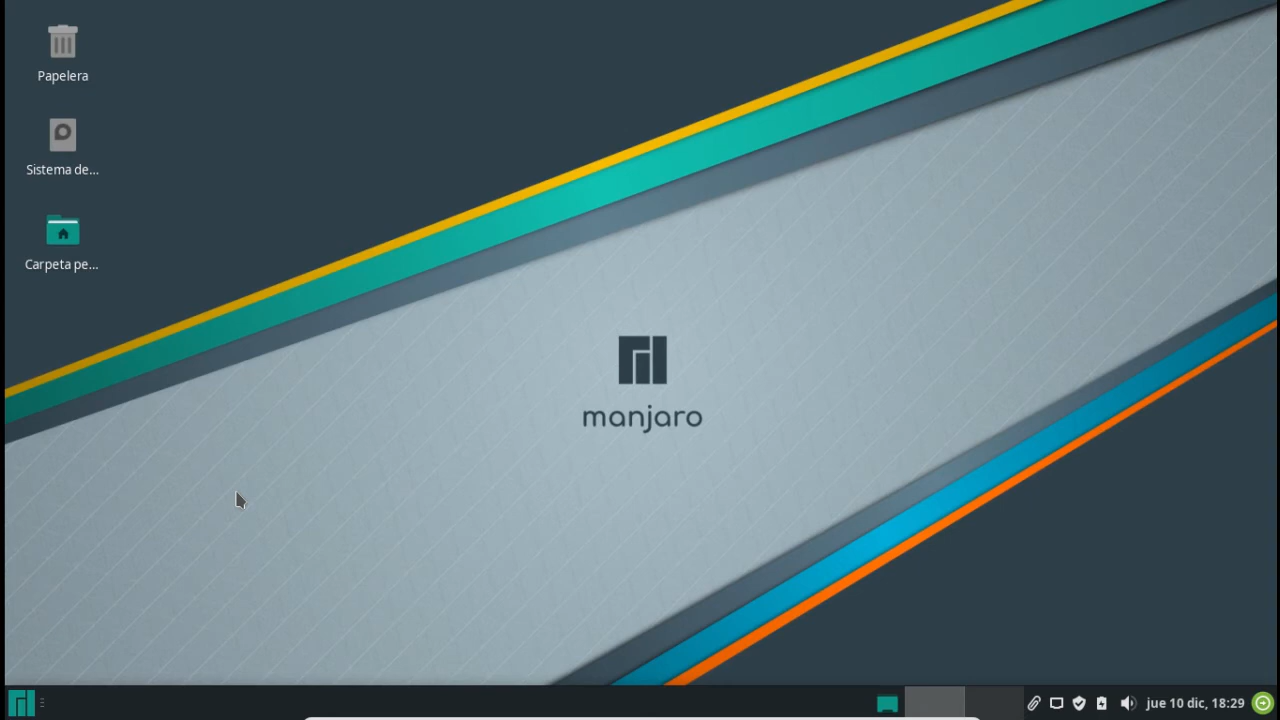 Papelera
Sistema de...
Carpeta pe...
manjaro
jue 10 dic, 18:29